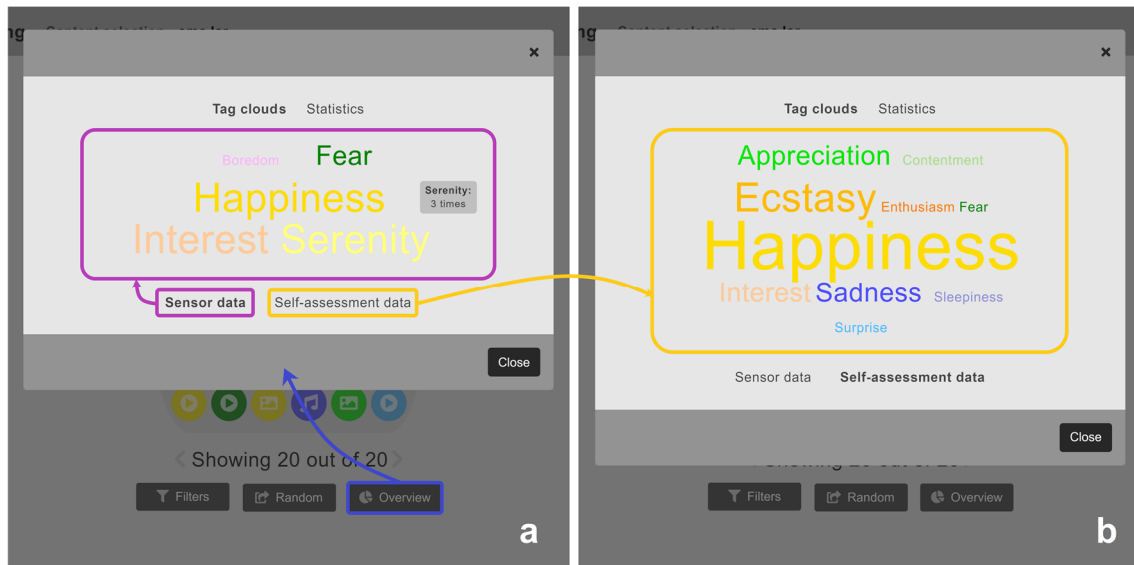 Tag clouds Statistics
Boredom Fear
Happiness
Serenity:
3 times
Interest Serenity
Sensor data Self-assessment data
Close
Showing 20 out of 20
Filters Random Overview
a
Tag clouds Statistics
Appreciation Contentment
Ecstasy Enthusiasm Fear
Happiness
Interest Sadness Sleepiness
Surprise
Sensor data Self-assessment data
Close
Filters Random Overview
b